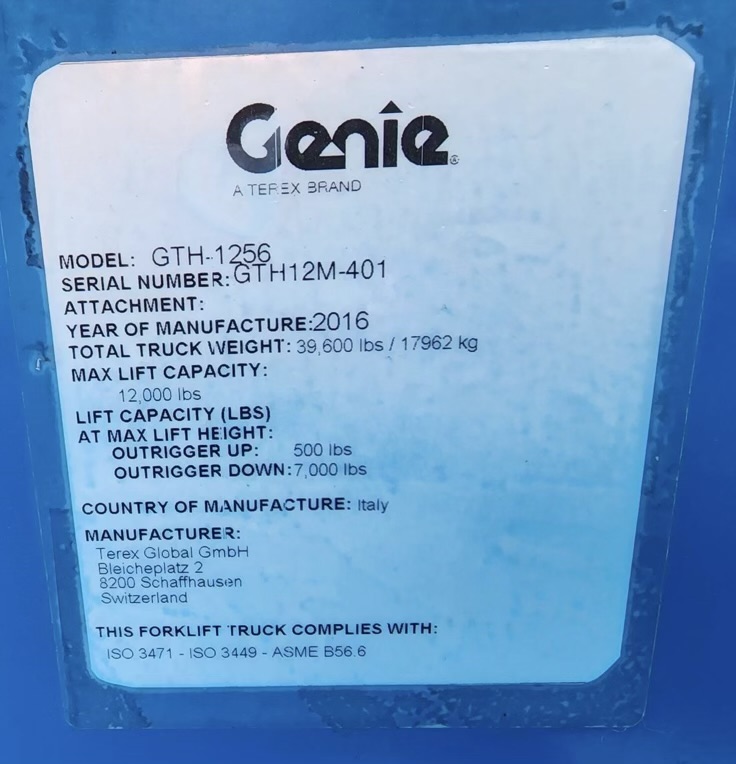 Genie®
A TEREX BRAND
MODEL: GTH-1256
SERIAL NUMBER: GTH12M-401
ATTACHMENT:
YEAR OF MANUFACTURE: 2016
TOTAL TRUCK WEIGHT: 39,600 lbs / 17962 kg
MAX LIFT CAPACITY:
12,000 lbs
LIFT CAPACITY (LBS)
AT MAX LIFT HEIGHT:
OUTRIGGER UP: 500 lbs
OUTRIGGER DOWN: 7,000 lbs
COUNTRY OF MANUFACTURE: Italy
MANUFACTURER:
Terex Global GmbH
Bleicheplatz 2
8200 Schaffhausen
Switzerland
THIS FORKLIFT TRUCK COMPLIES WITH:
ISO 3471 - ISO 3449 - ASME B56.6